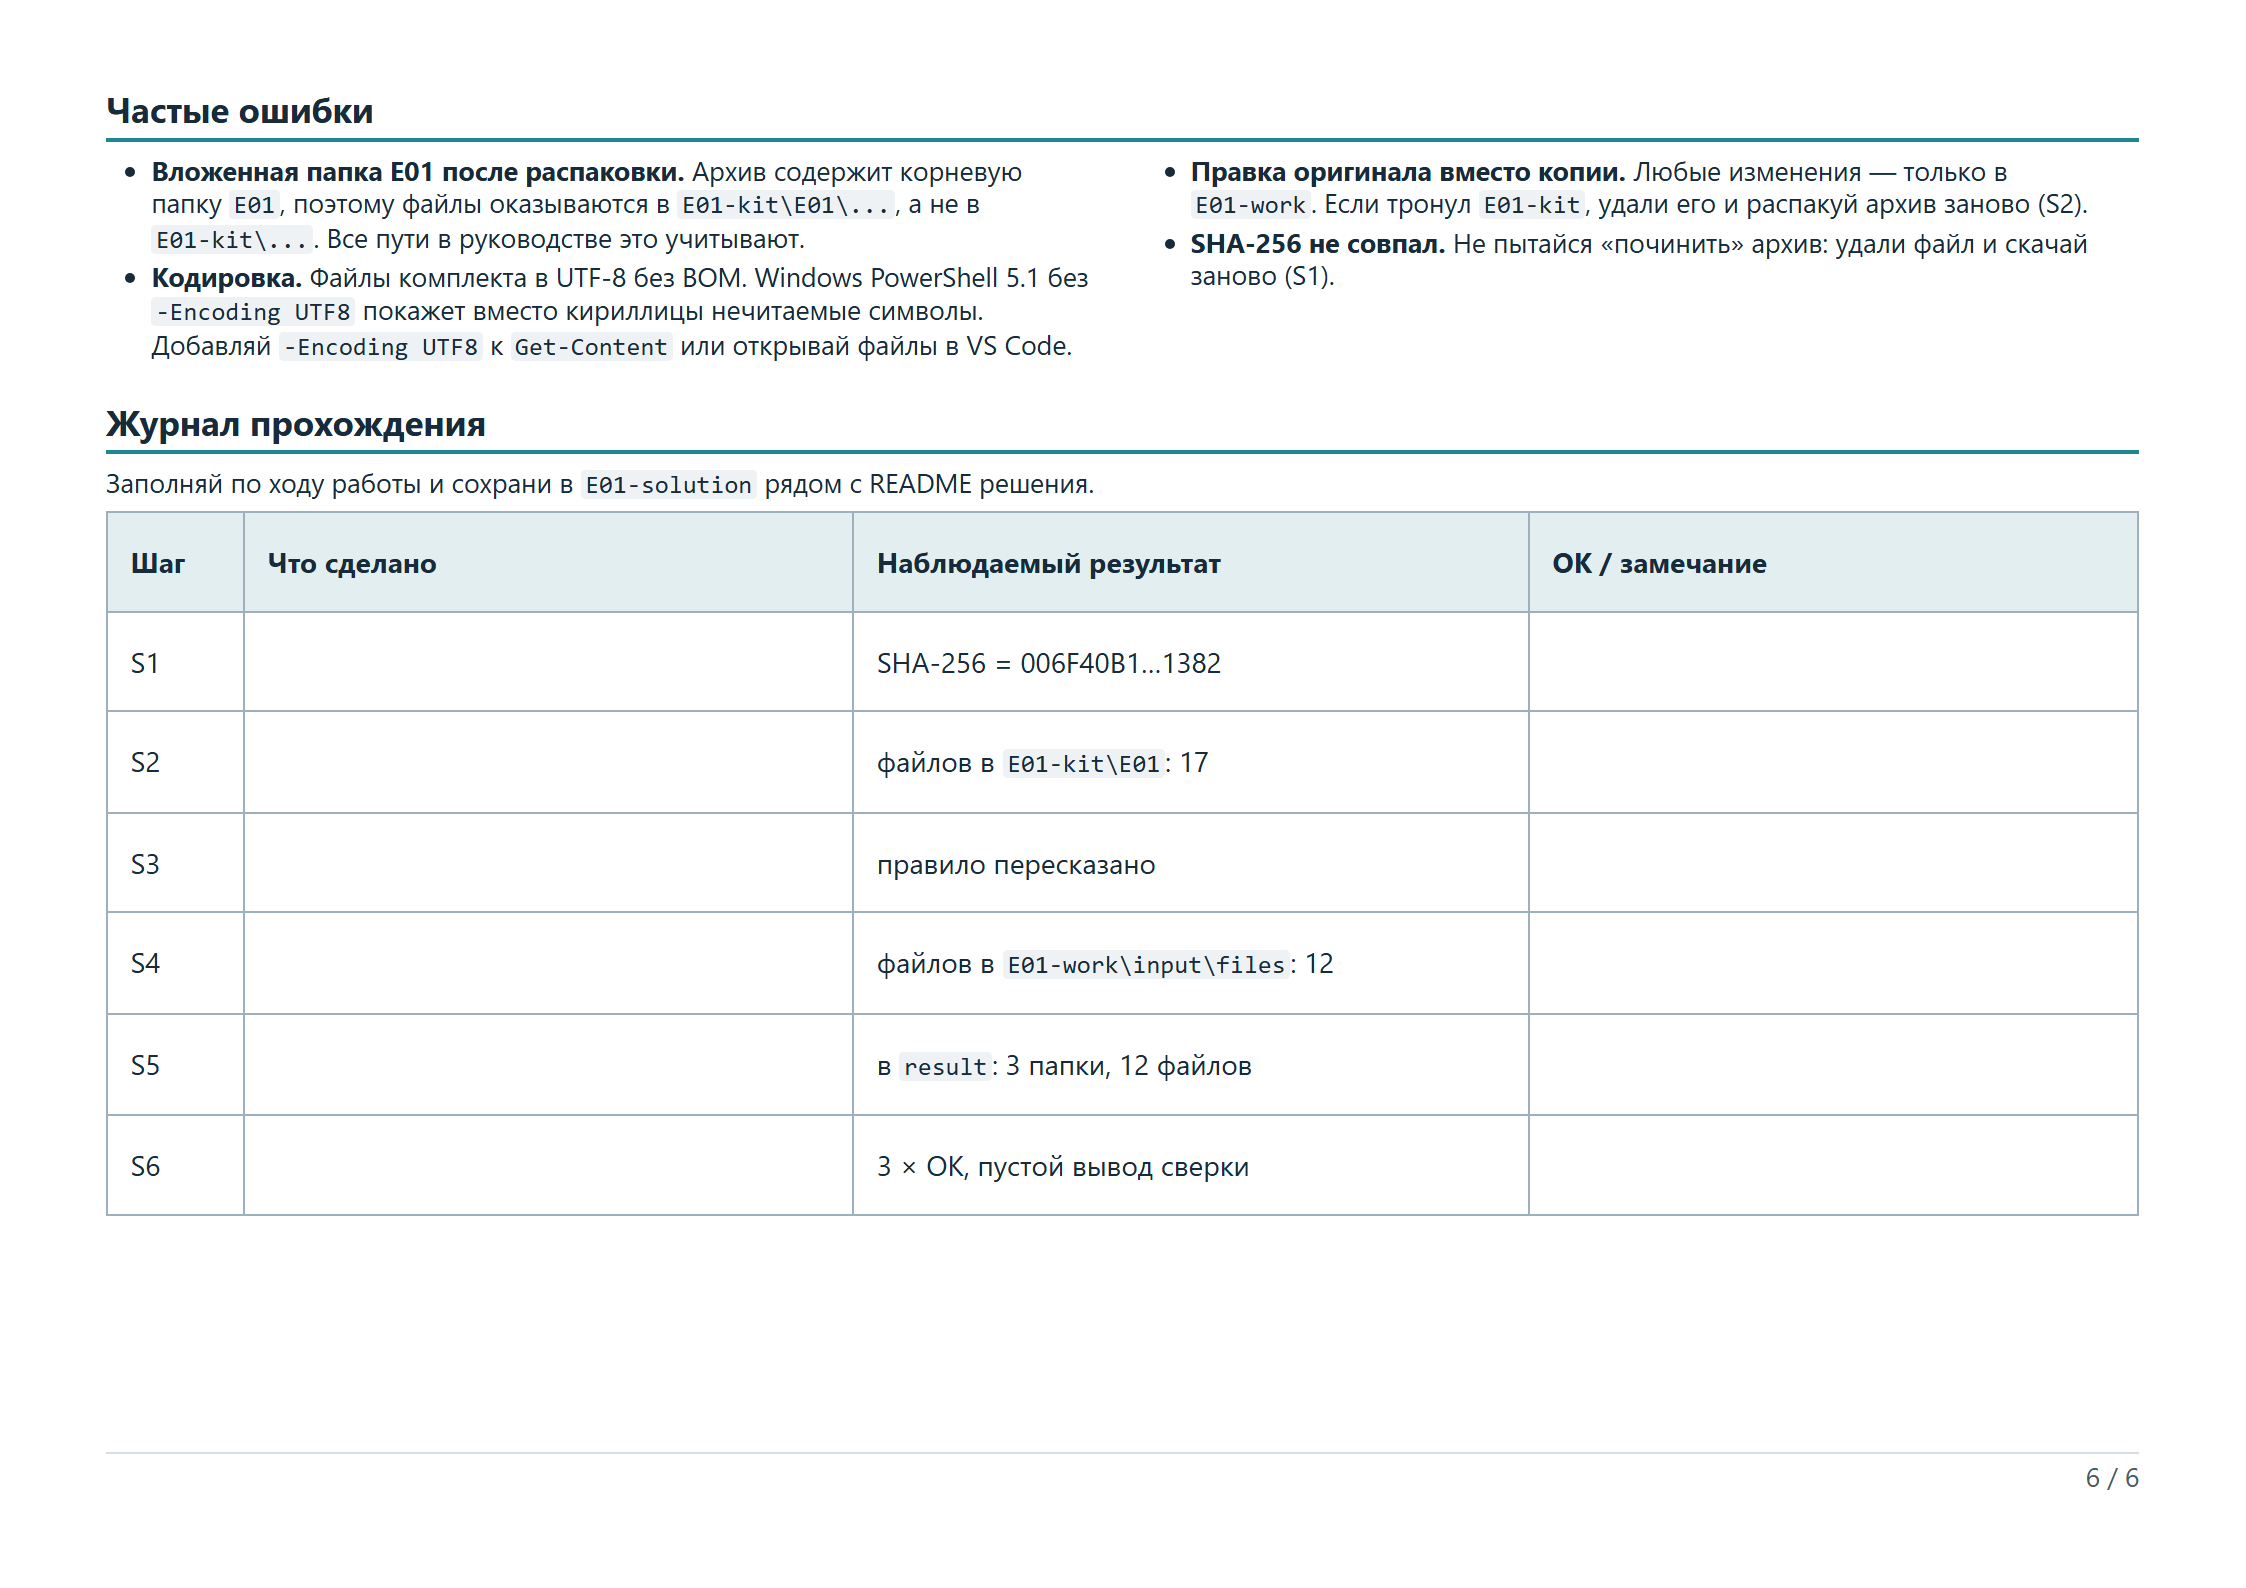 Частые ошибки
• Вложенная папка E01 после распаковки. Архив содержит корневую
папку E01, поэтому файлы оказываются в E01-kit\E01\..., а не в
E01-kit\.... Все пути в руководстве это учитывают.
• Кодировка. Файлы комплекта в UTF-8 без BOM. Windows PowerShell 5.1 без
-Encoding UTF8 покажет вместо кириллицы нечитаемые символы.
Добавляй -Encoding UTF8 к Get-Content или открывай файлы в VS Code.
• Правка оригинала вместо копии. Любые изменения — только в
E01-work. Если тронул E01-kit, удали его и распакуй архив заново (S2).
• SHA-256 не совпал. Не пытайся «починить» архив: удали файл и скачай
заново (S1).
Журнал прохождения
Заполняй по ходу работы и сохрани в E01-solution рядом с README решения.
Шаг Что сделано Наблюдаемый результат OK / замечание
S1 SHA-256 = 006F40B1…1382
S2 файлов в E01-kit\E01: 17
S3 правило пересказано
S4 файлов в E01-work\input\files: 12
S5 в result: 3 папки, 12 файлов
S6 3 × OK, пустой вывод сверки
6 / 6